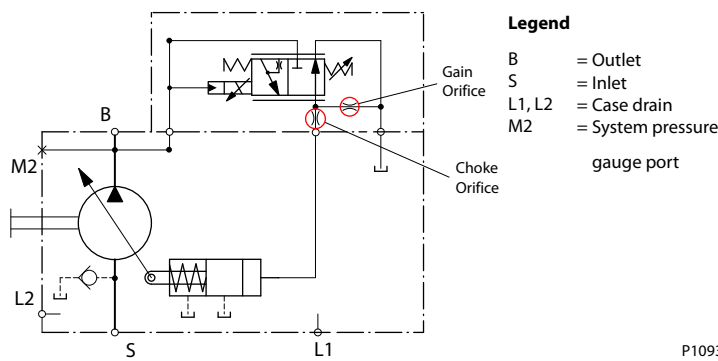 Legend
B = Outlet
S = Inlet
L1, L2 = Case drain
M2 = System pressure
gauge port
Gain
Orifice
B
M2
Choke
Orifice
L2
S
L1
P1093